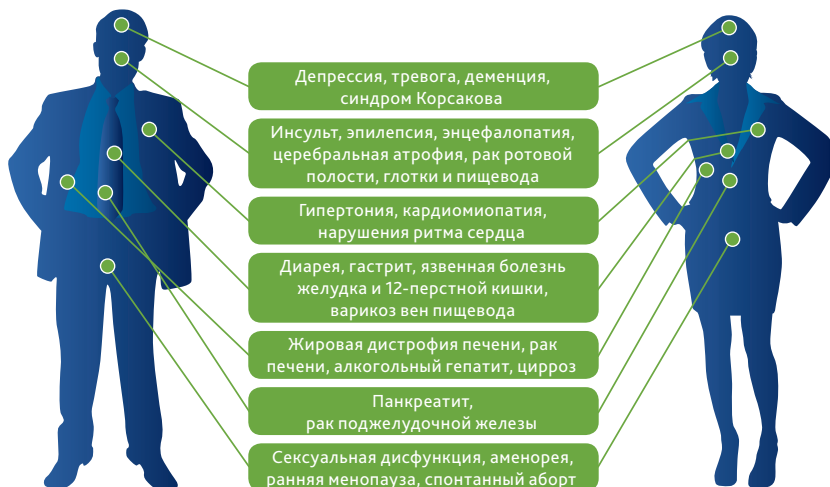 Депрессия, тревога, деменция,
синдром Корсакова
Инсульт, эпилепсия, энцефалопатия,
церебральная атрофия, рак ротовой
полости, глотки и пищевода
Гипертония, кардиомиопатия,
нарушения ритма сердца
Диарея, гастрит, язвенная болезнь
желудка и 12-перстной кишки,
варикоз вен пищевода
Жировая дистрофия печени, рак
печени, алкогольный гепатит, цирроз
Панкреатит,
рак поджелудочной железы
Сексуальная дисфункция, аменорея,
ранняя менопауза, спонтанный аборт